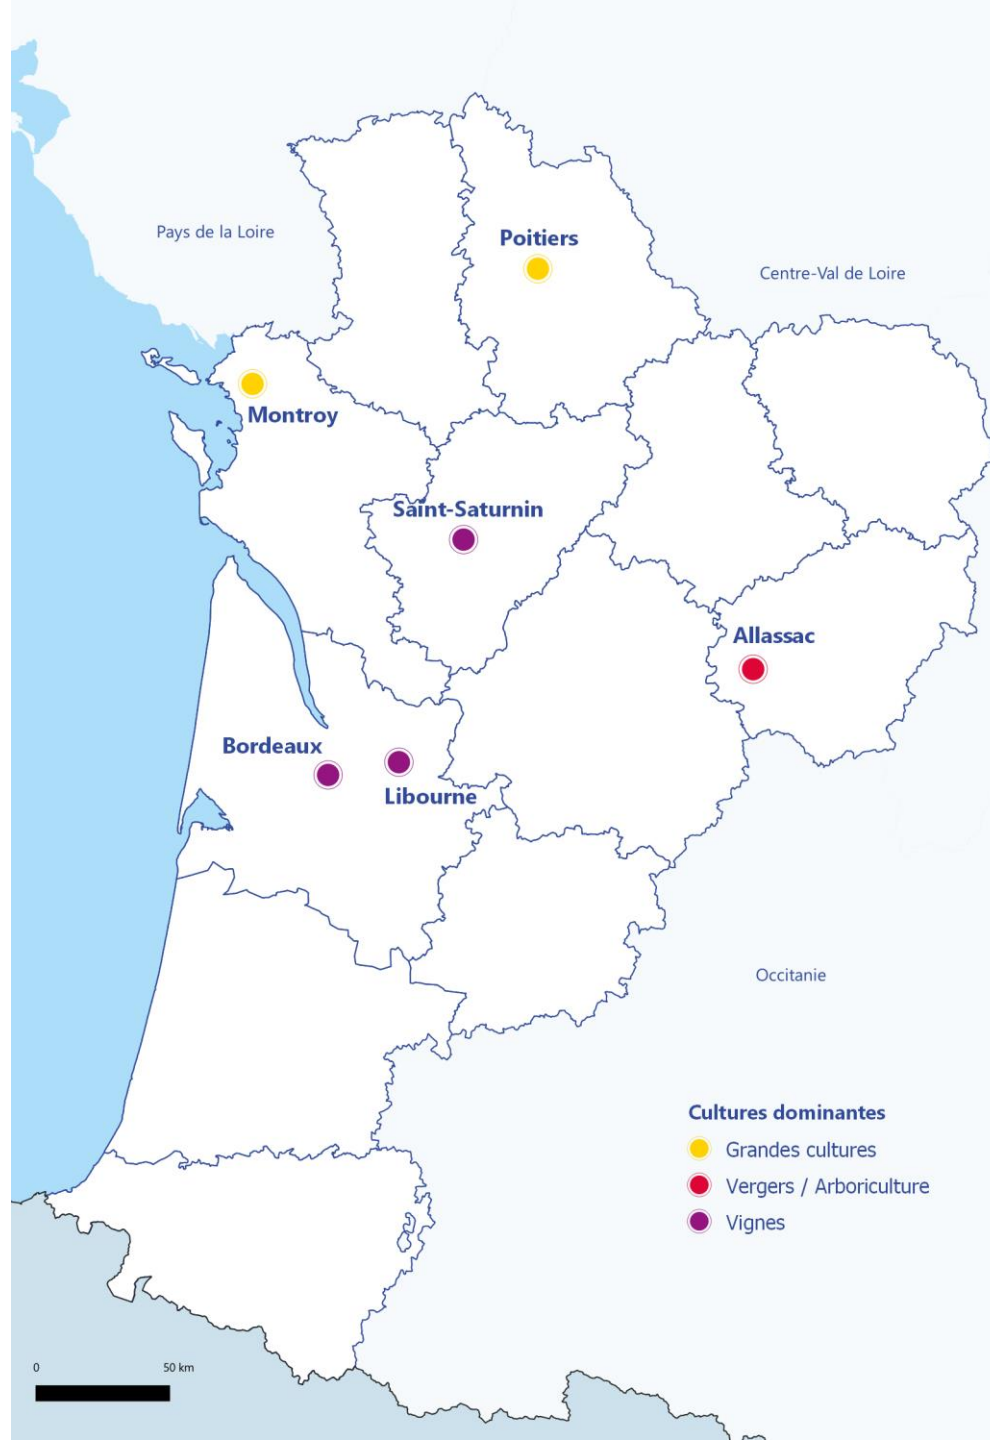 Pays de la Loire
Poitiers
Centre-Val de Loire
Montroy
Saint-Saturnin
Allassac
Bordeaux
Libourne
Occitanie
Cultures dominantes
Grandes cultures
Vergers / Arboriculture
Vignes
0 50 km